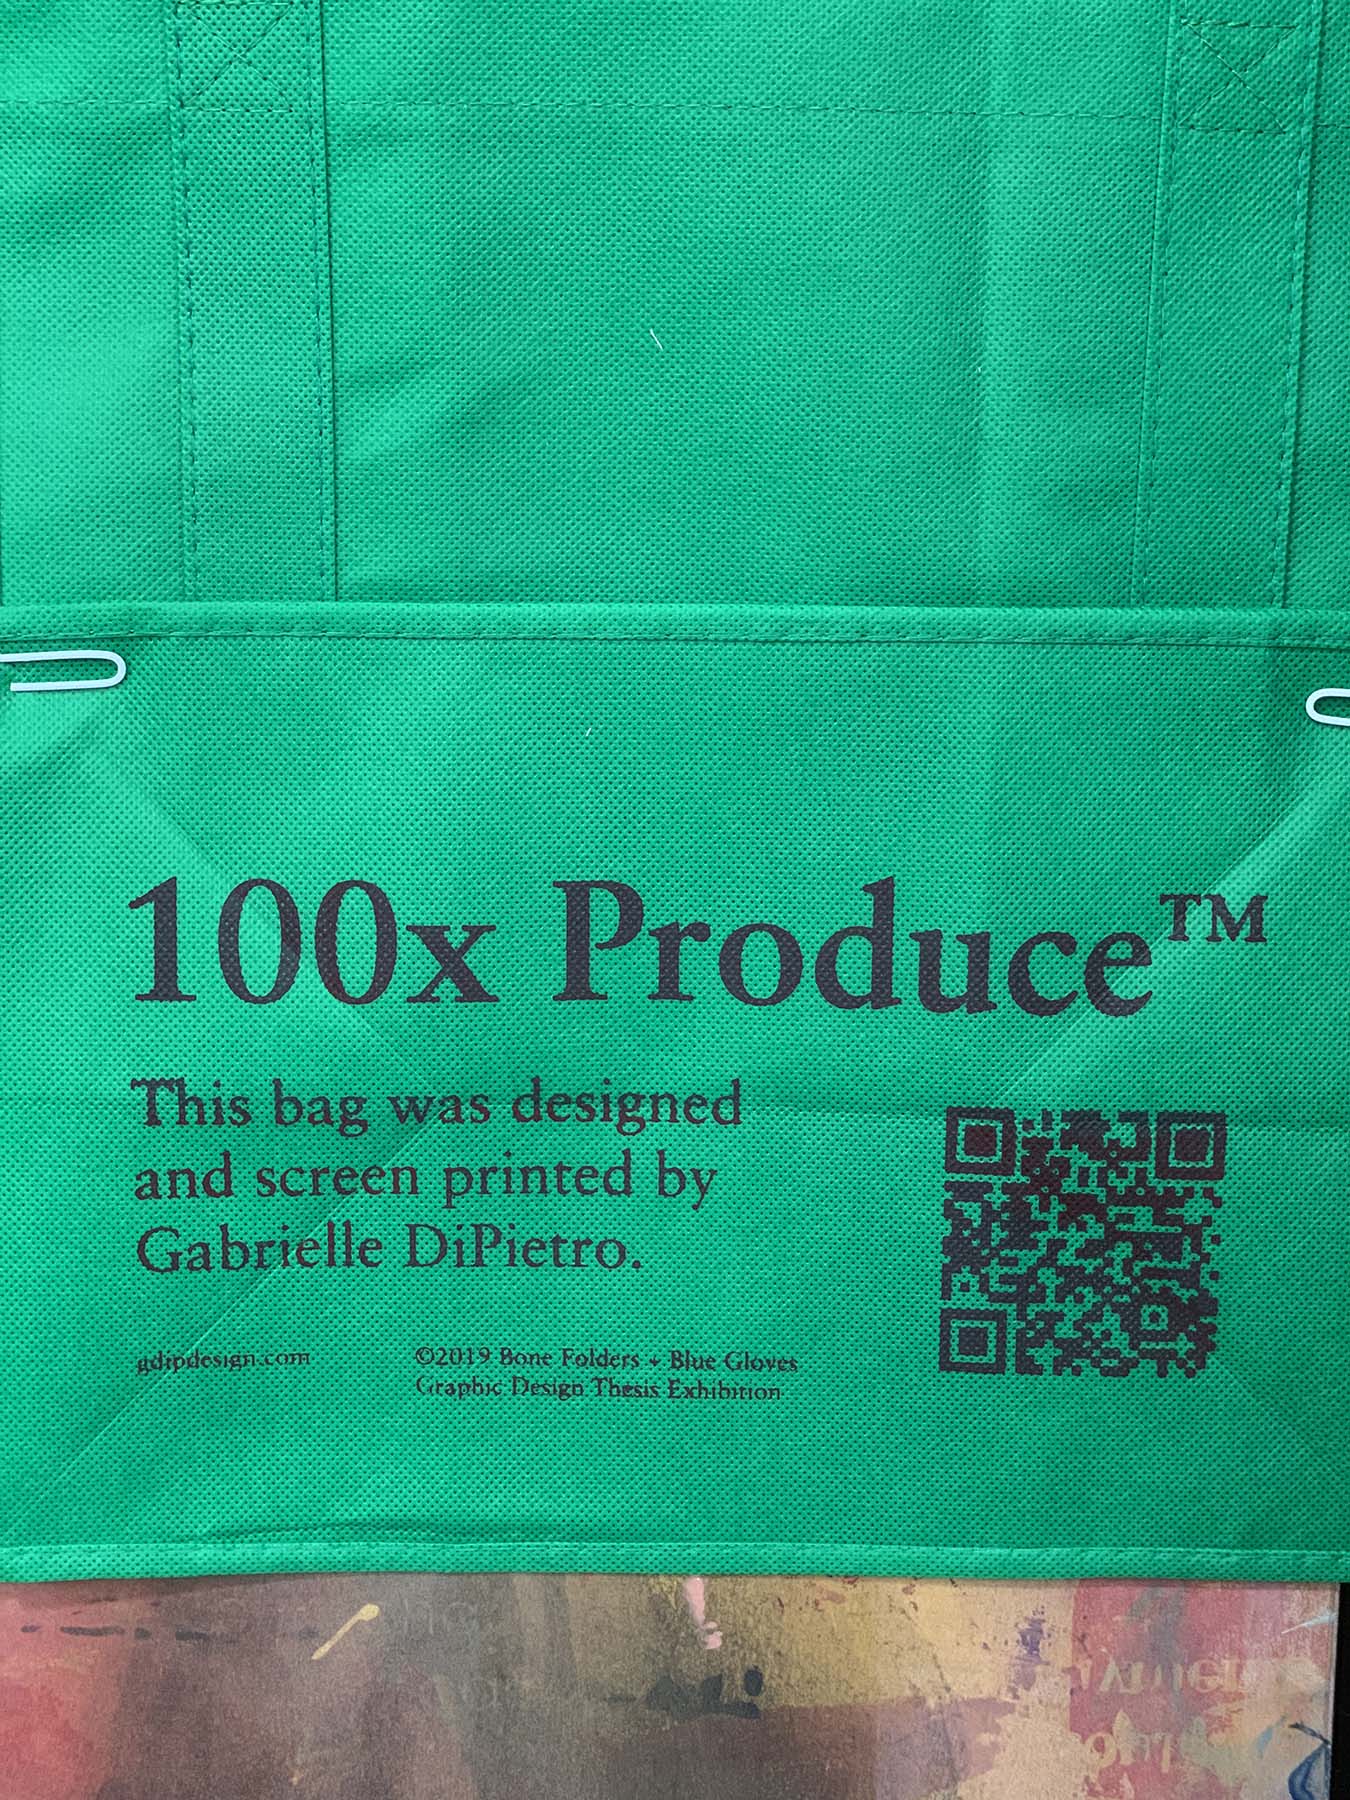 100x Produce™
This bag was designed
and screen printed by
Gabrielle DiPietro.
gdipdesign.com
©2019 Bone Folders + Blue Gloves
Graphic Design Thesis Exhibition